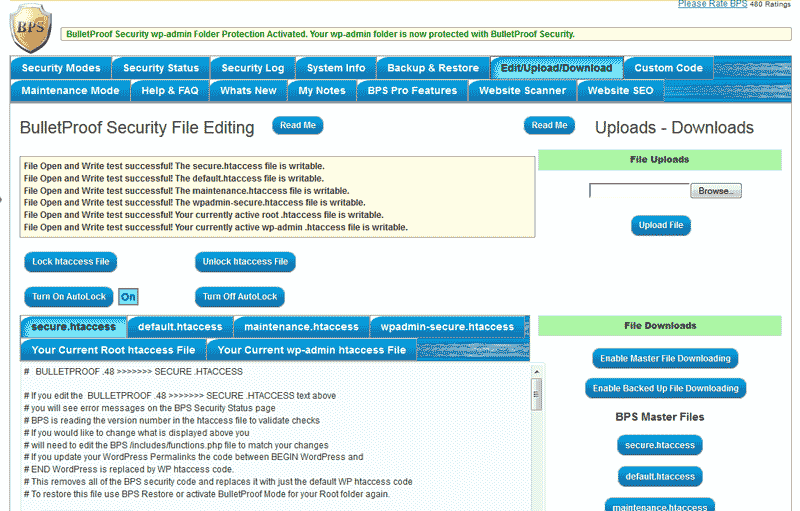 Please Rate BPS 480 Ratings
BPS
BulletProof Security wp-admin Folder Protection Activated. Your wp-admin folder is now protected with BulletProof Security.
Security Modes Security Status Security Log System Info Backup & Restore Edit/Upload/Download Custom Code
Maintenance Mode Help & FAQ Whats New My Notes BPS Pro Features Website Scanner Website SEO
BulletProof Security File Editing Read Me Read Me Uploads - Downloads
File Uploads
File Open and Write test successful! The secure.htaccess file is writable.
File Open and Write test successful! The default.htaccess file is writable.
File Open and Write test successful! The maintenance.htaccess file is writable.
File Open and Write test successful! The wpadmin-secure.htaccess file is writable.
File Open and Write test successful! Your currently active root .htaccess file is writable.
File Open and Write test successful! Your currently active wp-admin .htaccess file is writable.
Browse...
Upload File
Lock htaccess File Unlock htaccess File
Turn On AutoLock On Turn Off AutoLock
secure.htaccess default.htaccess maintenance.htaccess wpadmin-secure.htaccess
Your Current Root htaccess File Your Current wp-admin htaccess File
# BULLETPROOF .48 >>>>>>> SECURE .HTACCESS
# If you edit the BULLETPROOF .48 >>>>>>> SECURE .HTACCESS text above
# you will see error messages on the BPS Security Status page
# BPS is reading the version number in the htaccess file to validate checks
# If you would like to change what is displayed above you
# will need to edit the BPS /includes/functions.php file to match your changes
# If you update your WordPress Permalinks the code between BEGIN WordPress and
# END WordPress is replaced by WP htaccess code.
# This removes all of the BPS security code and replaces it with just the default WP htaccess code
# To restore this file use BPS Restore or activate BulletProof Mode for your Root folder again.
File Downloads
Enable Master File Downloading
Enable Backed Up File Downloading
BPS Master Files
secure.htaccess
default.htaccess
maintenance.htaccess